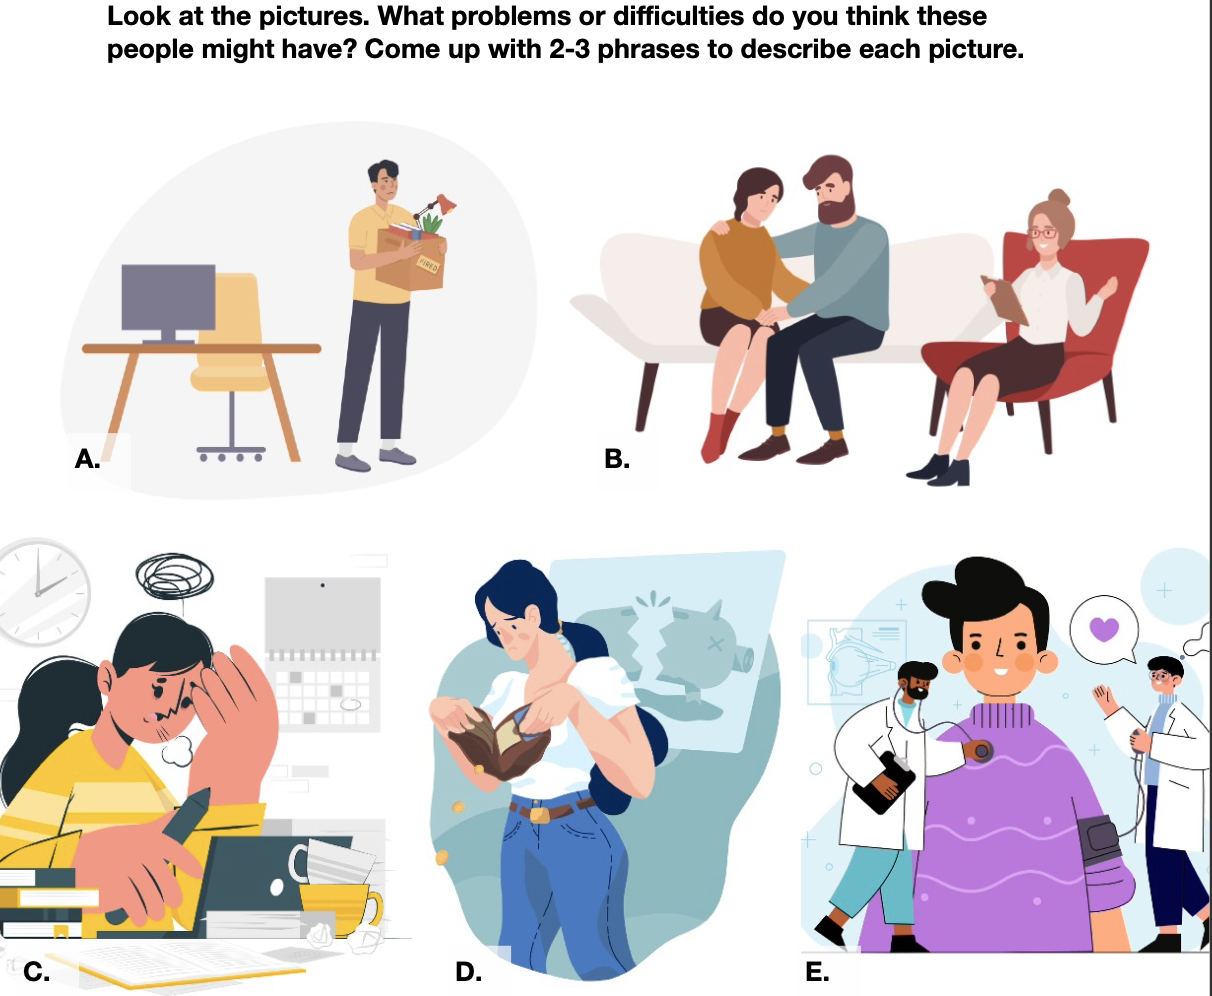 Look at the pictures. What problems or difficulties do you think these
people might have? Come up with 2-3 phrases to describe each picture.
FIRED
A.
B.
C.
D.
E.